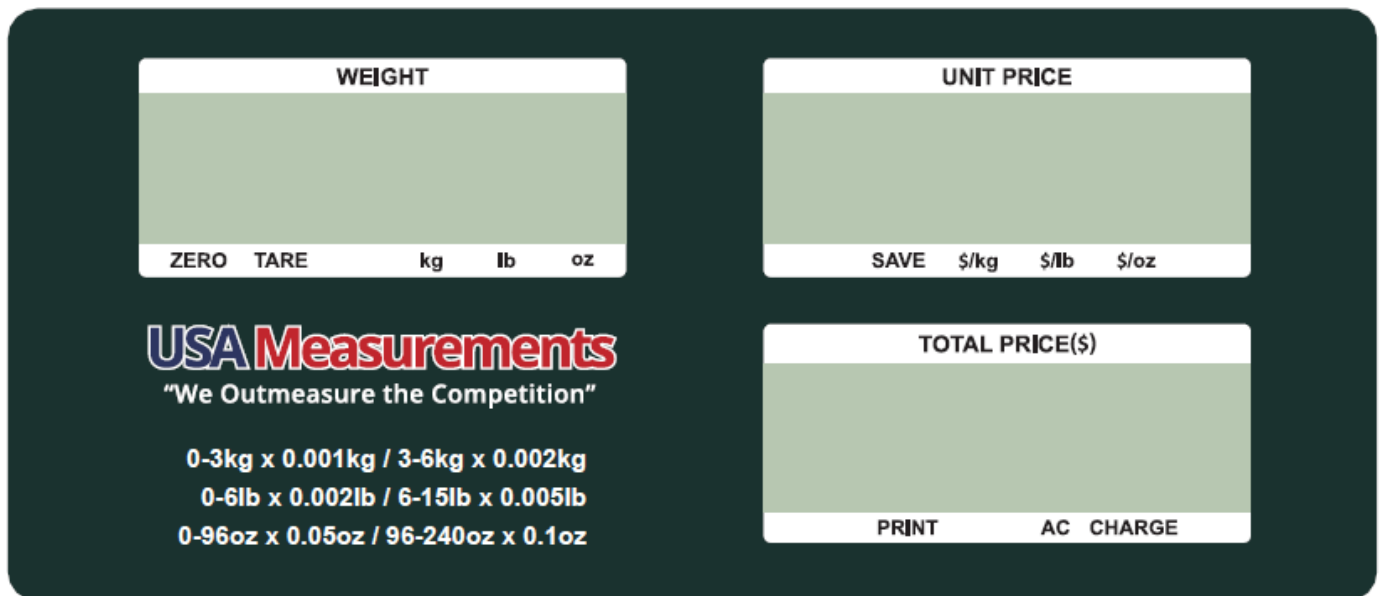 WEIGHT
ZERO TARE kg lb oz
UNIT PRICE
SAVE $/kg $/lb $/oz
USA Measurements
“We Outmeasure the Competition”
0-3kg x 0.001kg / 3-6kg x 0.002kg
0-6lb x 0.002lb / 6-15lb x 0.005lb
0-96oz x 0.05oz / 96-240oz x 0.1oz
TOTAL PRICE($)
PRINT AC CHARGE